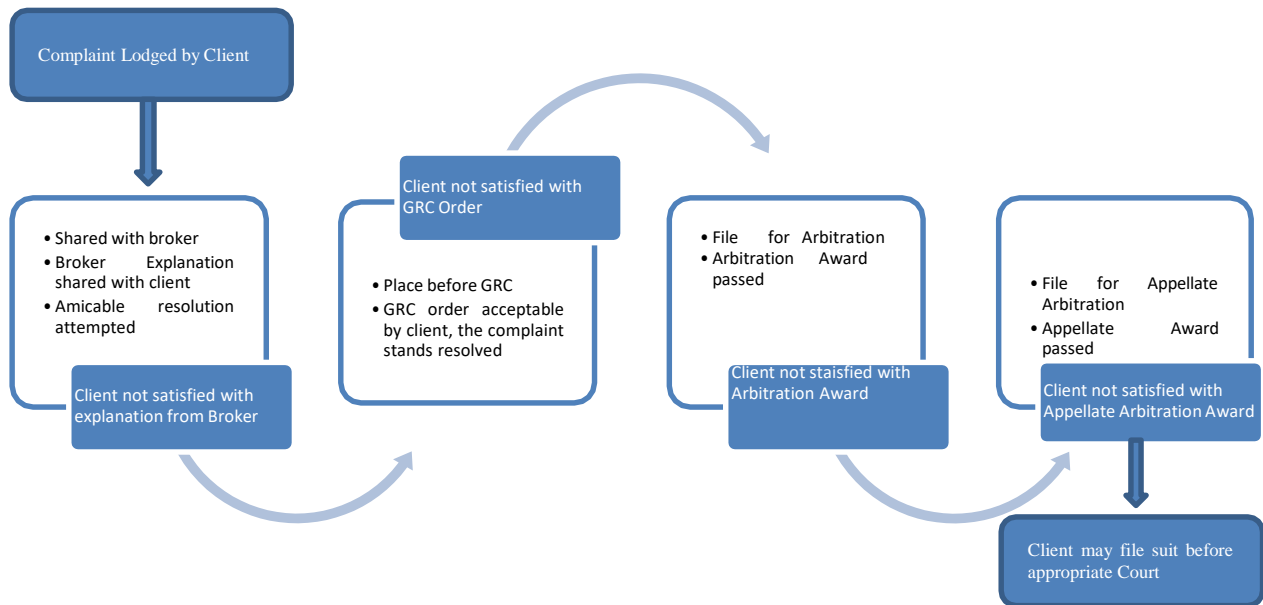 Complaint Lodged by Client
• Shared with broker
• Broker Explanation
shared with client
• Amicable resolution
attempted
Client not satisfied with
explanation from Broker
Client not satisfied with
GRC Order
• Place before GRC
• GRC order acceptable
by client, the complaint
stands resolved
• File for Arbitration
• Arbitration Award
passed
Client not staisfied with
Arbitration Award
• File for Appellate
Arbitration
• Appellate Award
passed
Client not satisfied with
Appellate Arbitration Award
Client may file suit before
appropriate Court